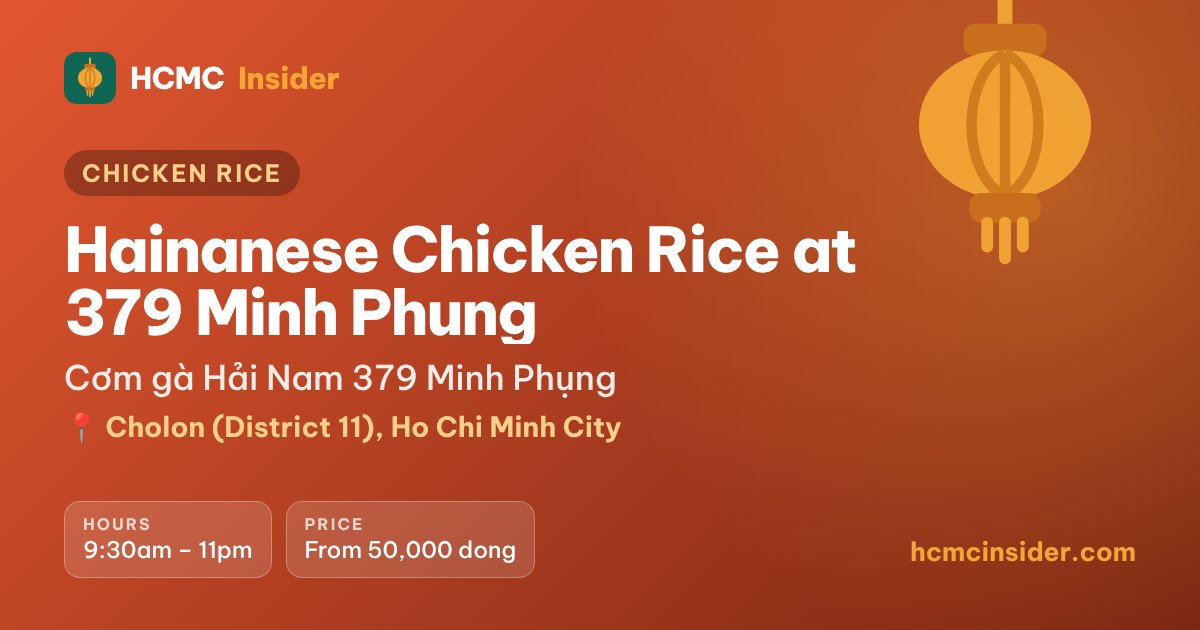 HCMC Insider
CHICKEN RICE
Hainanese Chicken Rice at
379 Minh Phung
Cơm gà Hải Nam 379 Minh Phụng
📍 Cholon (District 11), Ho Chi Minh City
HOURS
9:30am – 11pm
PRICE
From 50,000 dong
hcmcinsider.com